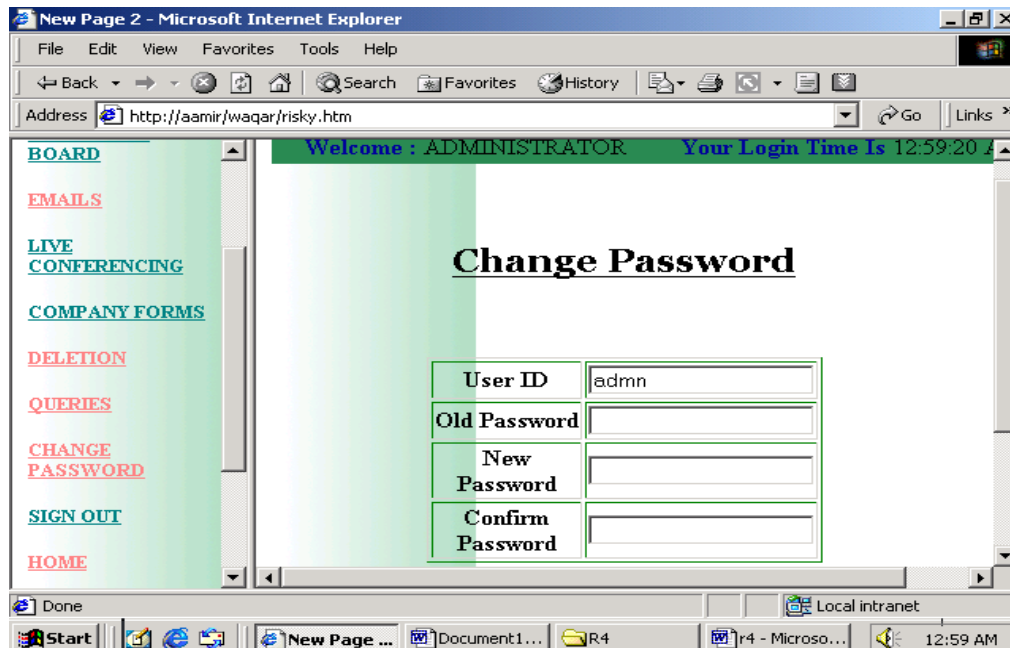 New Page 2 - Microsoft Internet Explorer
File Edit View Favorites Tools Help
Back Search Favorites History
Address http://aamir/waqar/risky.htm Go Links »
BOARD
EMAILS
LIVE
CONFERENCING
COMPANY FORMS
DELETION
QUERIES
CHANGE
PASSWORD
SIGN OUT
HOME
Welcome : ADMINISTRATOR Your Login Time Is 12:59:20
Change Password
User ID admn
Old Password
New
Password
Confirm
Password
Done Local intranet
Start New Page ... Document1... R4 r4 - Microso... 12:59 AM